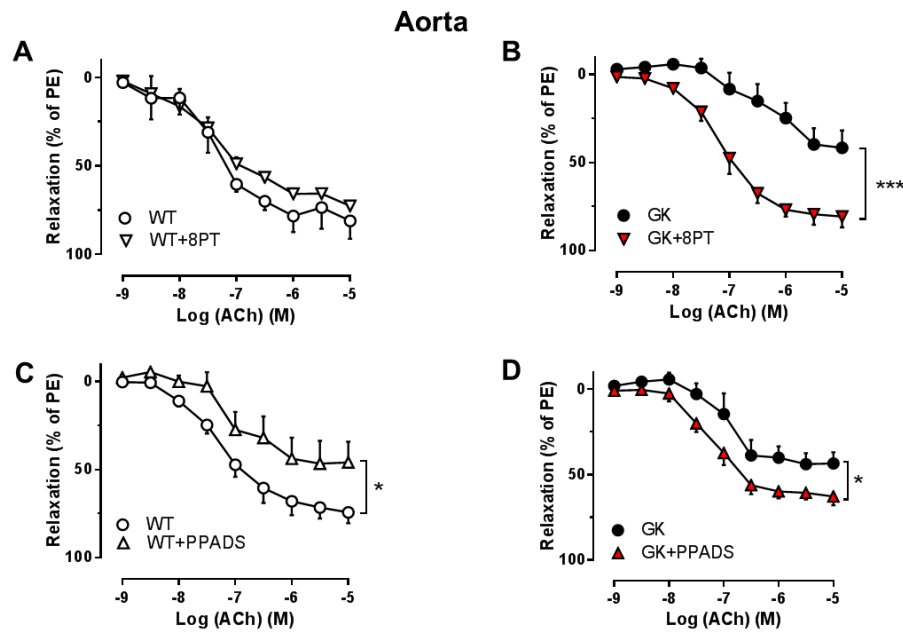 Aorta
A
Relaxation (% of PE)
0
50
100
WT
WT+8PT
-9 -8 -7 -6 -5
Log (ACh) (M)
B
Relaxation (% of PE)
0
50
100
GK
GK+8PT
***
-9 -8 -7 -6 -5
Log (ACh) (M)
C
Relaxation (% of PE)
0
50
100
WT
WT+PPADS
*
-9 -8 -7 -6 -5
Log (ACh) (M)
D
Relaxation (% of PE)
0
50
100
GK
GK+PPADS
*
-9 -8 -7 -6 -5
Log (ACh) (M)